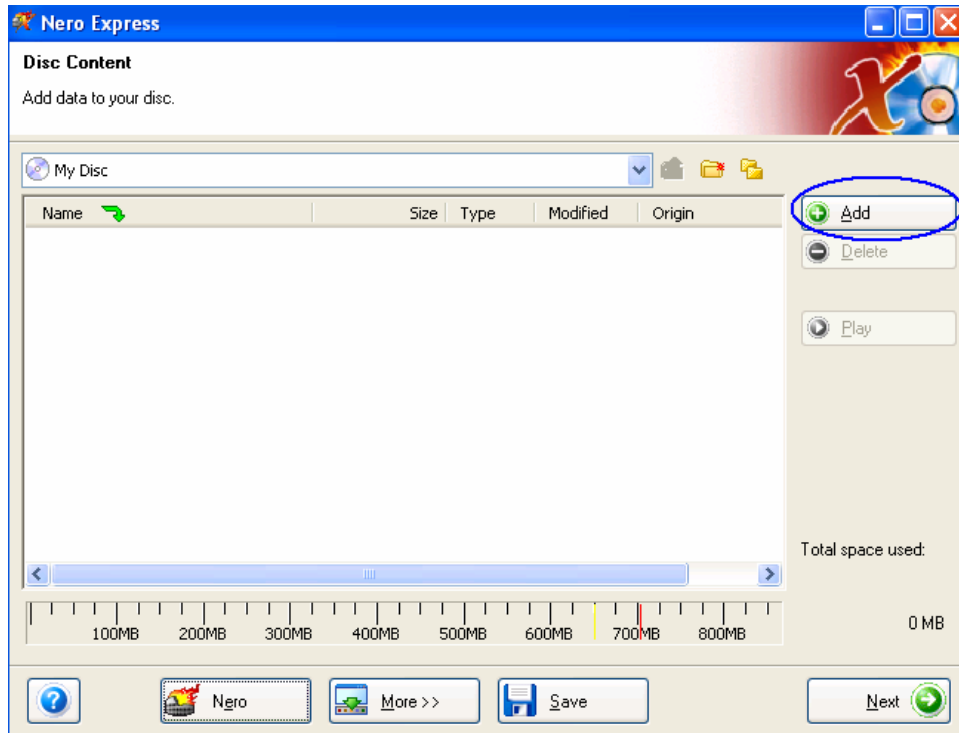 Nero Express
Disc Content
Add data to your disc.
My Disc
Name Size Type Modified Origin
Add
Delete
Play
Total space used:
0 MB
100MB 200MB 300MB 400MB 500MB 600MB 700MB 800MB
Nero More >> Save Next